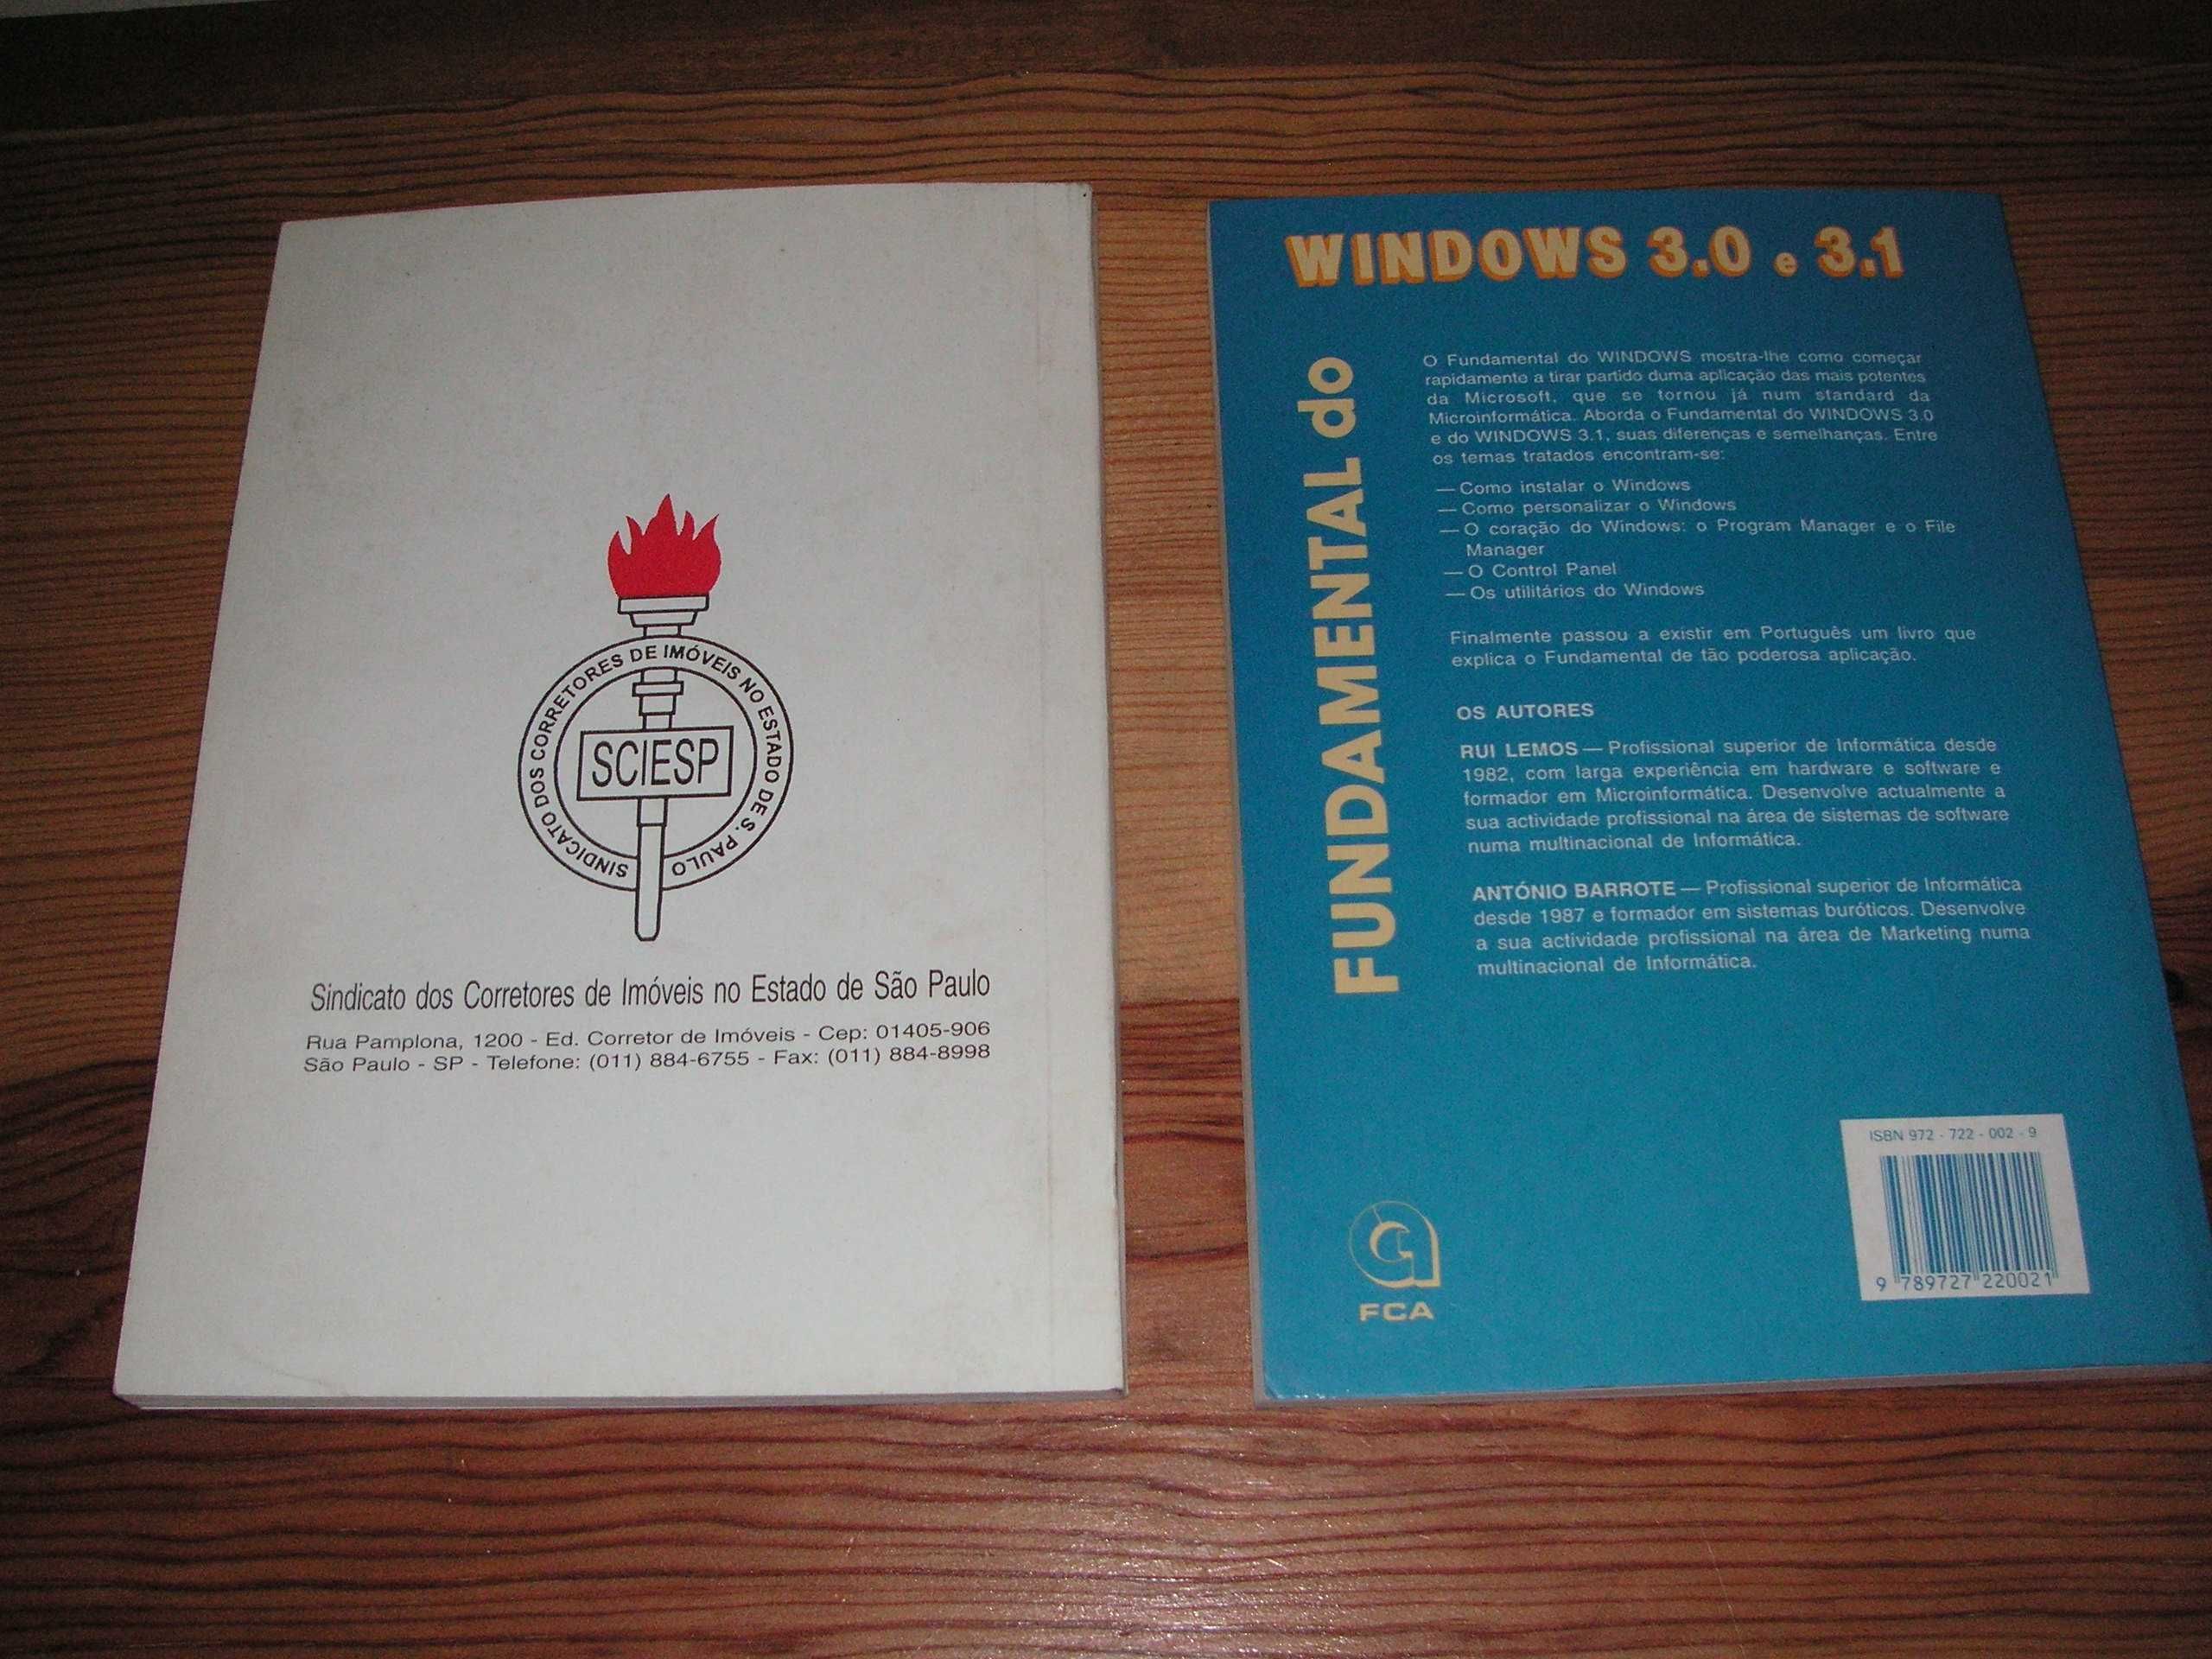 SINDICATO DOS CORRETORES DE IMÓVEIS NO ESTADO DE S. PAULO
SCIESP
Sindicato dos Corretores de Imóveis no Estado de São Paulo
Rua Pamplona, 1200 - Ed. Corretor de Imóveis - Cep: 01405-906
São Paulo - SP - Telefone: (011) 884-6755 - Fax: (011) 884-8998
WINDOWS 3.0 e 3.1
FUNDAMENTAL do
O Fundamental do WINDOWS mostra-lhe como começar
rapidamente a tirar partido duma aplicação das mais potentes
da Microsoft, que se tornou já num standard da
Microinformática. Aborda o Fundamental do WINDOWS 3.0
e do WINDOWS 3.1, suas diferenças e semelhanças. Entre
os temas tratados encontram-se:
— Como instalar o Windows
— Como personalizar o Windows
— O coração do Windows: o Program Manager e o File
Manager
— O Control Panel
— Os utilitários do Windows
Finalmente passou a existir em Português um livro que
explica o Fundamental de tão poderosa aplicação.
OS AUTORES
RUI LEMOS — Profissional superior de Informática desde
1982, com larga experiência em hardware e software e
formador em Microinformática. Desenvolve actualmente a
sua actividade profissional na área de sistemas de software
numa multinacional de Informática.
ANTÓNIO BARROTE — Profissional superior de Informática
desde 1987 e formador em sistemas buróticos. Desenvolve
a sua actividade profissional na área de Marketing numa
multinacional de Informática.
ISBN 972 - 722 - 002 - 9
9 789727 220021
FCA